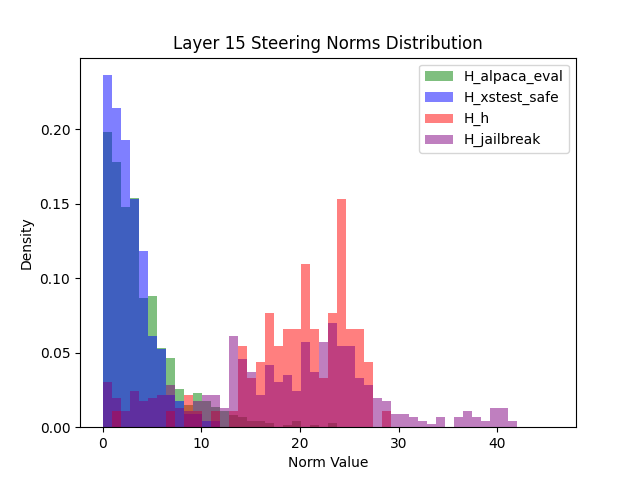 Layer 15 Steering Norms Distribution
H_alpaca_eval
H_xstest_safe
H_h
H_jailbreak
Density
0.20
0.15
0.10
0.05
0.00
0
10
20
30
40
Norm Value